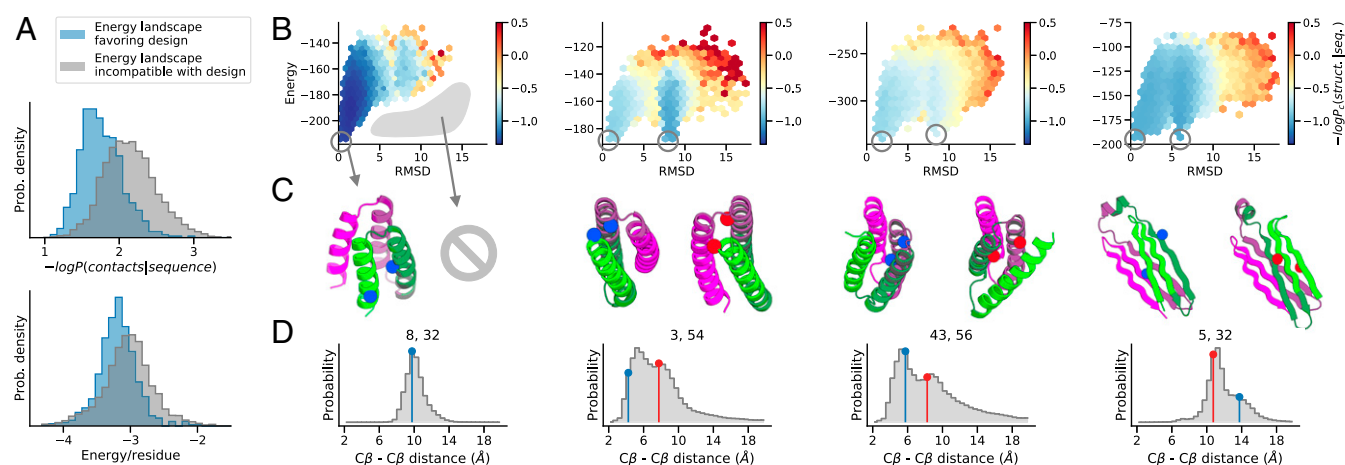 A
Energy landscape
favoring design
Energy landscape
incompatible with design
Prob. density
1 2 3
−logP(contacts|sequence)
Prob. density
−4 −3 −2
Energy/residue
B
Energy
−140
−160
−180
−200
0 5 10 15
RMSD
0.5
0.0
−0.5
−1.0
−120
−140
−160
−180
0 5 10 15
RMSD
0.5
0.0
−0.5
−1.0
−250
−300
0 5 10 15
RMSD
0.5
0.0
−0.5
−1.0
−75
−100
−125
−150
−175
−200
0 5 10 15
RMSD
0.5
0.0
−0.5
−1.0
−logPc(struct.|seq.)
C
D
8, 32
Probability
2 6 10 14 18
Cβ - Cβ distance (Å)
3, 54
Probability
2 6 10 14 18
Cβ - Cβ distance (Å)
43, 56
Probability
2 6 10 14 18
Cβ - Cβ distance (Å)
5, 32
Probability
2 6 10 14 18
Cβ - Cβ distance (Å)